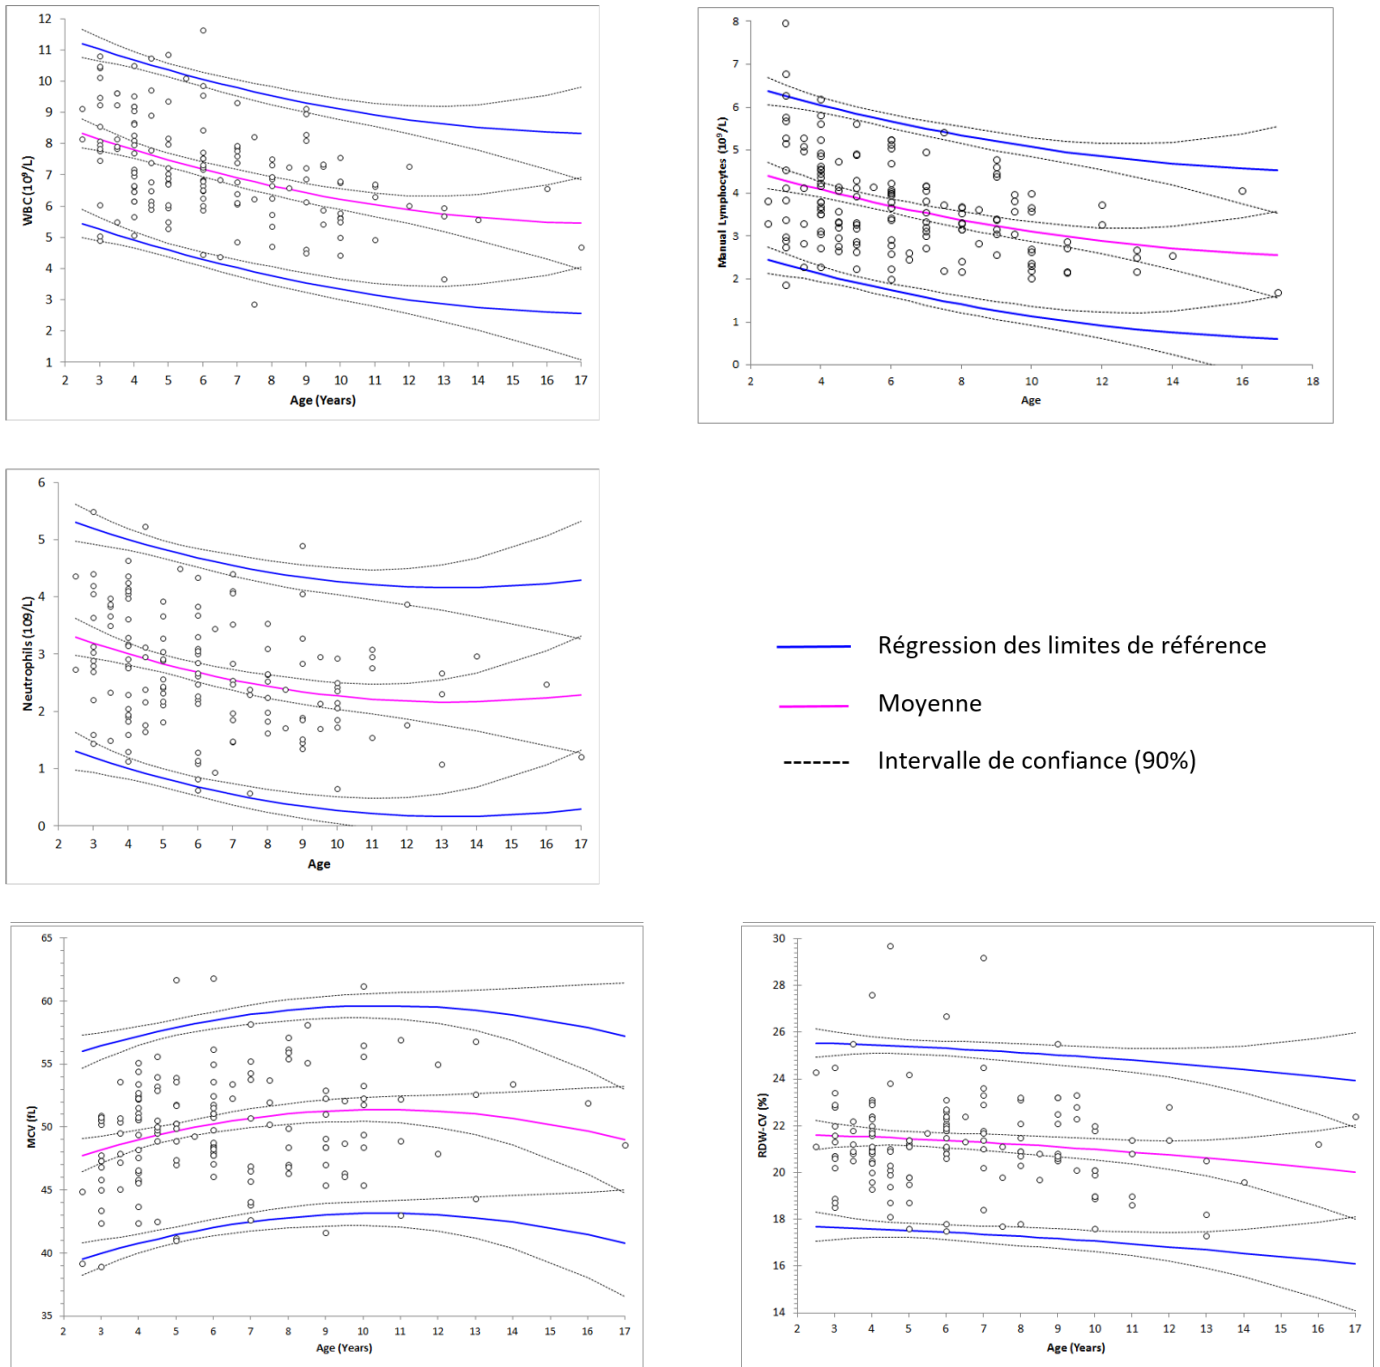 12
11
10
9
8
7
6
5
4
3
2
1
WBC (10⁹/L)
2 3 4 5 6 7 8 9 10 11 12 13 14 15 16 17
Age (Years)
8
7
6
5
4
3
2
1
0
Manual Lymphocytes (10⁹/L)
2 4 6 8 10 12 14 16 18
Age
6
5
4
3
2
1
0
Neutrophils (109/L)
2 3 4 5 6 7 8 9 10 11 12 13 14 15 16 17
Age
Régression des limites de référence
Moyenne
Intervalle de confiance (90%)
65
60
55
50
45
40
35
MCV (fL)
2 3 4 5 6 7 8 9 10 11 12 13 14 15 16 17
Age (Years)
30
28
26
24
22
20
18
16
14
RDW-CV (%)
2 3 4 5 6 7 8 9 10 11 12 13 14 15 16 17
Age (Years)